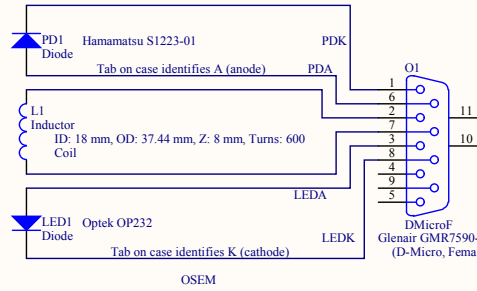 PD1 Hamamatsu S1223-01
Diode
PDK
Tab on case identifies A (anode)
PDA
O1
1
6
2
7
3
8
4
9
5
11
10
L1
Inductor
ID: 18 mm, OD: 37.44 mm, Z: 8 mm, Turns: 600
Coil
LEDA
LED1 Optek OP232
Diode
LEDK
Tab on case identifies K (cathode)
DMicroF
Glenair GMR7590-
(D-Micro, Fema
OSEM